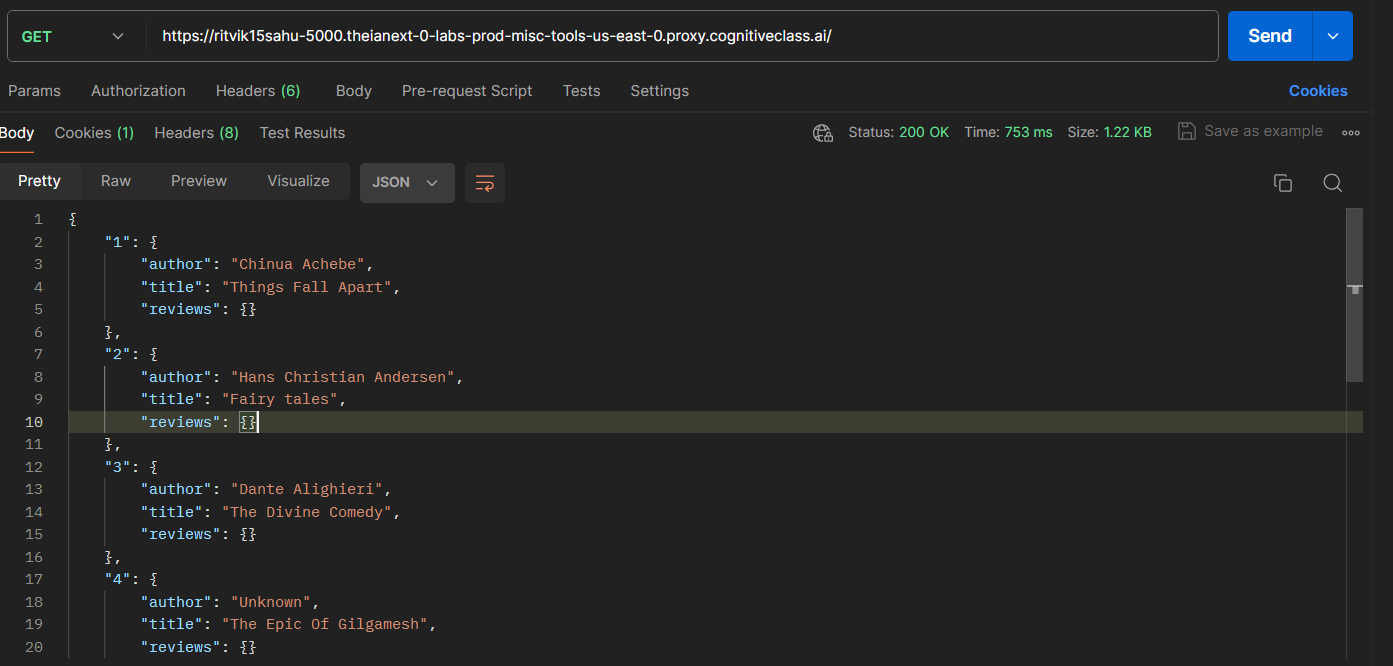 GET https://ritvik15sahu-5000.theianext-0-labs-prod-misc-tools-us-east-0.proxy.cognitiveclass.ai/ Send
Params Authorization Headers (6) Body Pre-request Script Tests Settings Cookies
Body Cookies (1) Headers (8) Test Results Status: 200 OK Time: 753 ms Size: 1.22 KB Save as example
Pretty Raw Preview Visualize JSON
1 {
2 "1": {
3 "author": "Chinua Achebe",
4 "title": "Things Fall Apart",
5 "reviews": {}
6 },
7 "2": {
8 "author": "Hans Christian Andersen",
9 "title": "Fairy tales",
10 "reviews": {}
11 },
12 "3": {
13 "author": "Dante Alighieri",
14 "title": "The Divine Comedy",
15 "reviews": {}
16 },
17 "4": {
18 "author": "Unknown",
19 "title": "The Epic Of Gilgamesh",
20 "reviews": {}